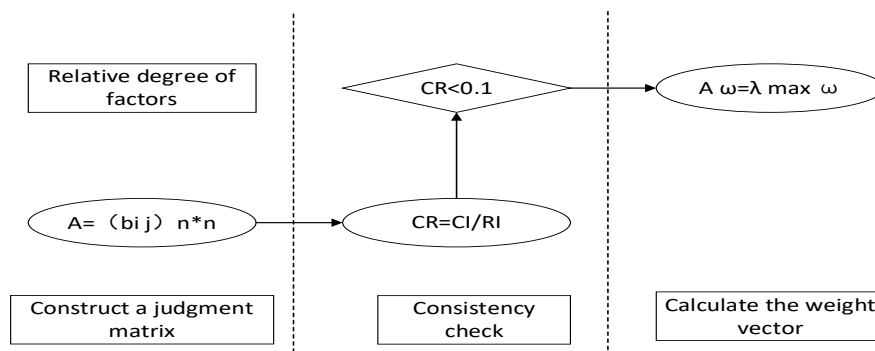 Relative degree of
factors
CR<0.1
A ω=λ max ω
A=（bi j）n*n
CR=CI/RI
Construct a judgment
matrix
Consistency
check
Calculate the weight
vector